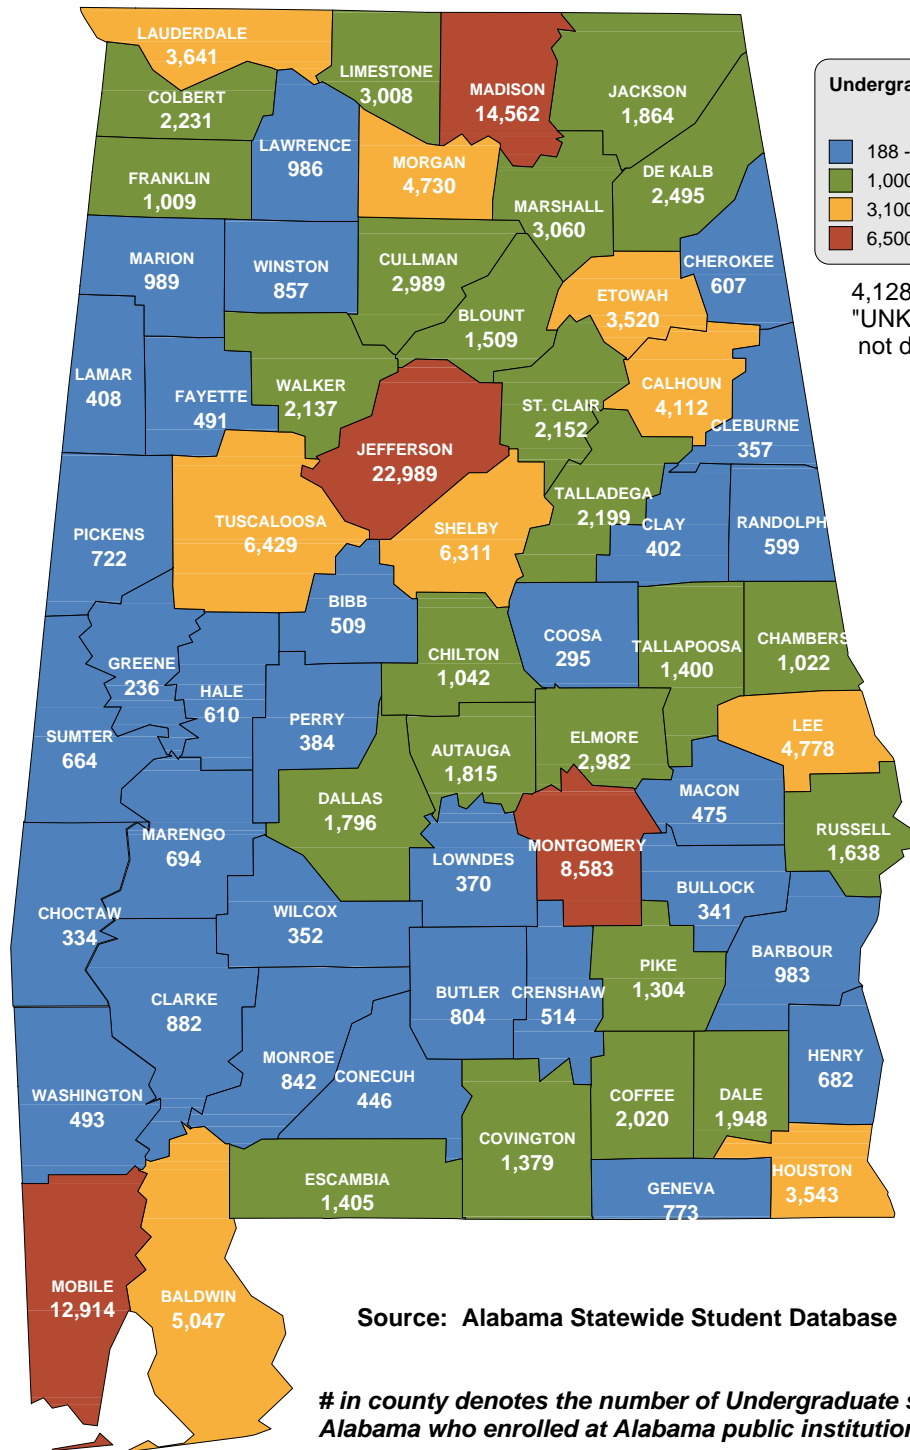 LAUDERDALE
3,641
LIMESTONE
3,008
MADISON
14,562
JACKSON
1,864
COLBERT
2,231
LAWRENCE
986
FRANKLIN
1,009
MORGAN
4,730
MARSHALL
3,060
DE KALB
2,495
MARION
989
WINSTON
857
CULLMAN
2,989
BLOUNT
1,509
ETOWAH
3,520
CHEROKEE
607
LAMAR
408
FAYETTE
491
WALKER
2,137
JEFFERSON
22,989
ST. CLAIR
2,152
CALHOUN
4,112
CLEBURNE
357
PICKENS
722
TUSCALOOSA
6,429
SHELBY
6,311
TALLADEGA
2,199
CLAY
402
RANDOLPH
599
BIBB
509
GREENE
236
HALE
610
PERRY
384
CHILTON
1,042
COOSA
295
TALLAPOOSA
1,400
CHAMBERS
1,022
SUMTER
664
AUTAUGA
1,815
ELMORE
2,982
LEE
4,778
DALLAS
1,796
MACON
475
RUSSELL
1,638
MARENGO
694
LOWNDES
370
MONTGOMERY
8,583
BULLOCK
341
CHOCTAW
334
WILCOX
352
BARBOUR
983
CLARKE
882
BUTLER
804
CRENSHAW
514
PIKE
1,304
MONROE
842
CONECUH
446
HENRY
682
WASHINGTON
493
COFFEE
2,020
DALE
1,948
COVINGTON
1,379
ESCAMBIA
1,405
GENEVA
773
HOUSTON
3,543
MOBILE
12,914
BALDWIN
5,047
Undergra
188 -
1,000
3,100
6,500
4,128
"UNK
not d
Source: Alabama Statewide Student Database
# in county denotes the number of Undergraduate s
Alabama who enrolled at Alabama public institution